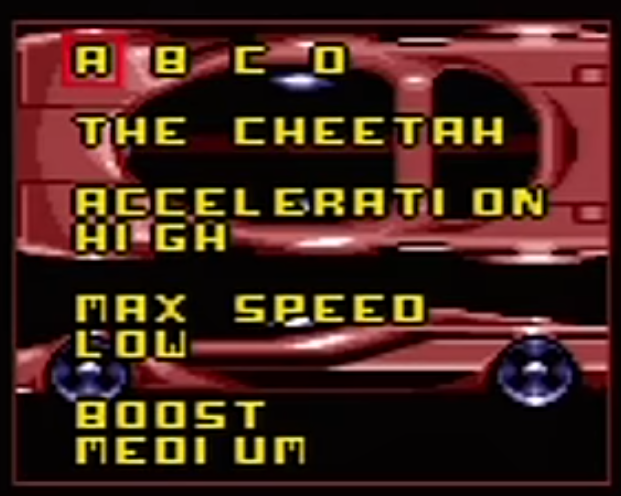 A B C D
THE CHEETAH
ACCELERATION
HIGH
MAX SPEED
LOW
BOOST
MEDIUM